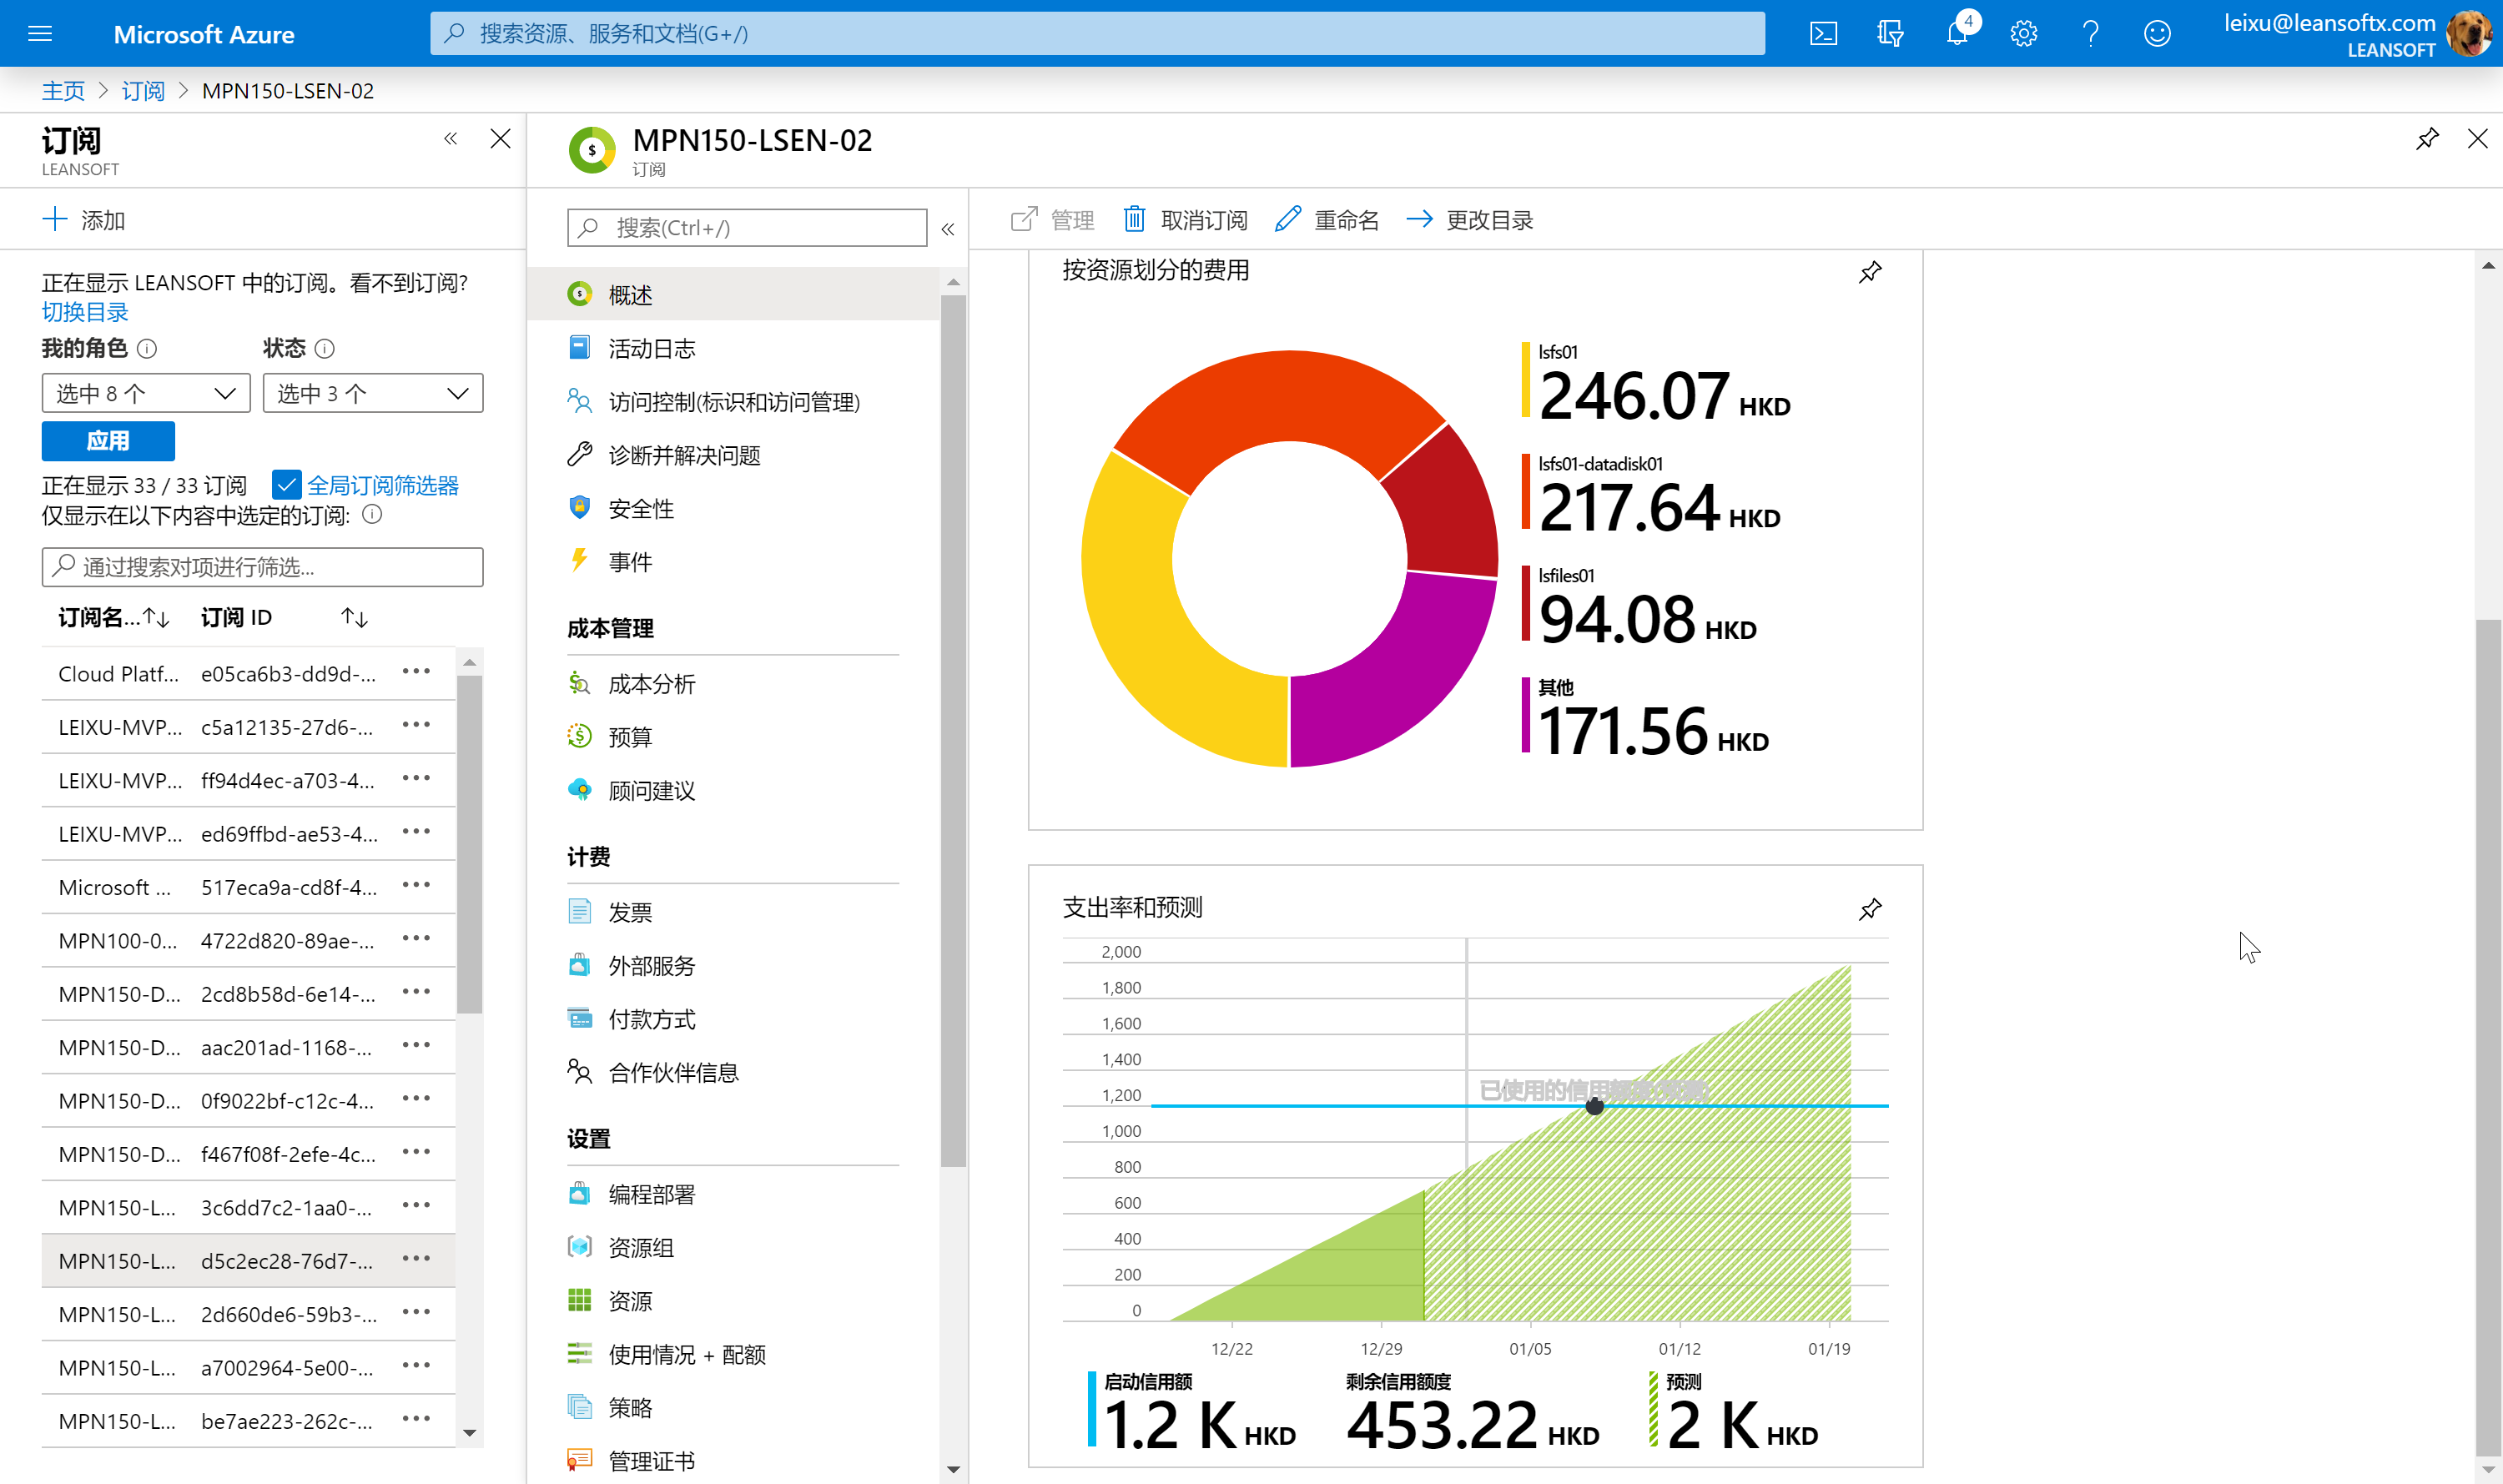 Microsoft Azure
搜索资源、服务和文档(G+/)
4
leixu@leansoftx.com
LEANSOFT
主页 > 订阅 > MPN150-LSEN-02
订阅
LEANSOFT
添加
正在显示 LEANSOFT 中的订阅。看不到订阅?
切换目录
我的角色 状态
选中 8 个 选中 3 个
应用
正在显示 33 / 33 订阅 全局订阅筛选器
仅显示在以下内容中选定的订阅:
通过搜索对项进行筛选...
订阅名...↑↓ 订阅 ID ↑↓
Cloud Platf... e05ca6b3-dd9d-... •••
LEIXU-MVP... c5a12135-27d6-... •••
LEIXU-MVP... ff94d4ec-a703-4... •••
LEIXU-MVP... ed69ffbd-ae53-4... •••
Microsoft ... 517eca9a-cd8f-4... •••
MPN100-0... 4722d820-89ae-... •••
MPN150-D... 2cd8b58d-6e14-... •••
MPN150-D... aac201ad-1168-... •••
MPN150-D... 0f9022bf-c12c-4... •••
MPN150-D... f467f08f-2efe-4c... •••
MPN150-L... 3c6dd7c2-1aa0-... •••
MPN150-L... d5c2ec28-76d7-... •••
MPN150-L... 2d660de6-59b3-... •••
MPN150-L... a7002964-5e00-... •••
MPN150-L... be7ae223-262c-... •••
MPN150-LSEN-02
订阅
搜索(Ctrl+/)
概述
活动日志
访问控制(标识和访问管理)
诊断并解决问题
安全性
事件
成本管理
成本分析
预算
顾问建议
计费
发票
外部服务
付款方式
合作伙伴信息
设置
编程部署
资源组
资源
使用情况 + 配额
策略
管理证书
管理 取消订阅 重命名 更改目录
按资源划分的费用
lsfs01
246.07 HKD
lsfs01-datadisk01
217.64 HKD
lsfiles01
94.08 HKD
其他
171.56 HKD
支出率和预测
2,000
1,800
1,600
1,400
1,200
1,000
800
600
400
200
0
已使用的信用
12/22 12/29 01/05 01/12 01/19
启动信用额 剩余信用额度 预测
1.2 K HKD 453.22 HKD 2 K HKD